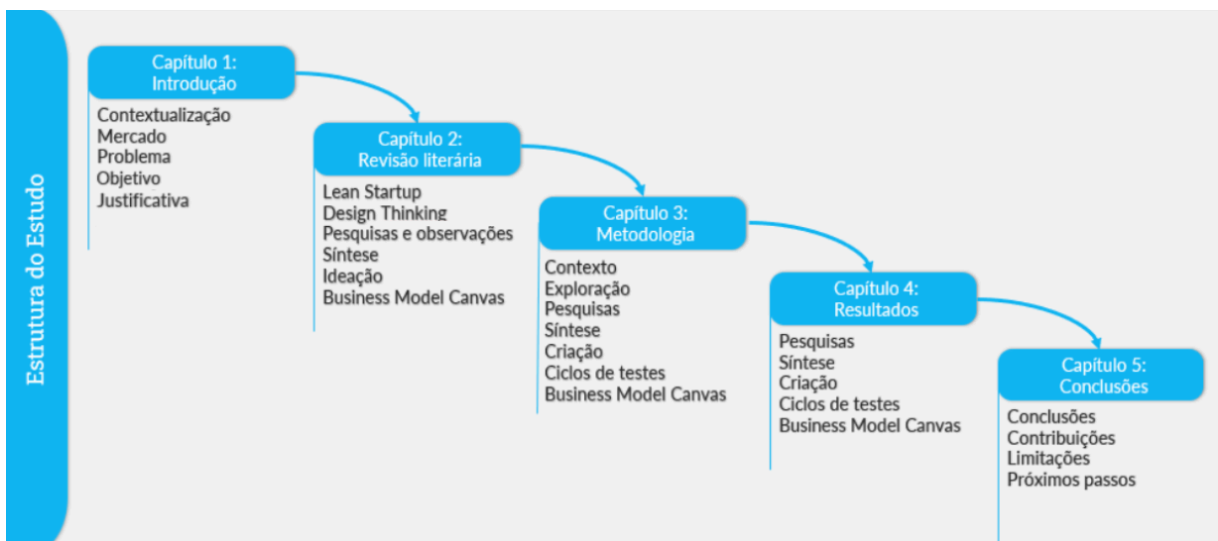 Estrutura do Estudo
Capítulo 1:
Introdução
Contextualização
Mercado
Problema
Objetivo
Justificativa
Capítulo 2:
Revisão literária
Lean Startup
Design Thinking
Pesquisas e observações
Síntese
Ideação
Business Model Canvas
Capítulo 3:
Metodologia
Contexto
Exploração
Pesquisas
Síntese
Criação
Ciclos de testes
Business Model Canvas
Capítulo 4:
Resultados
Pesquisas
Síntese
Criação
Ciclos de testes
Business Model Canvas
Capítulo 5:
Conclusões
Conclusões
Contribuições
Limitações
Próximos passos